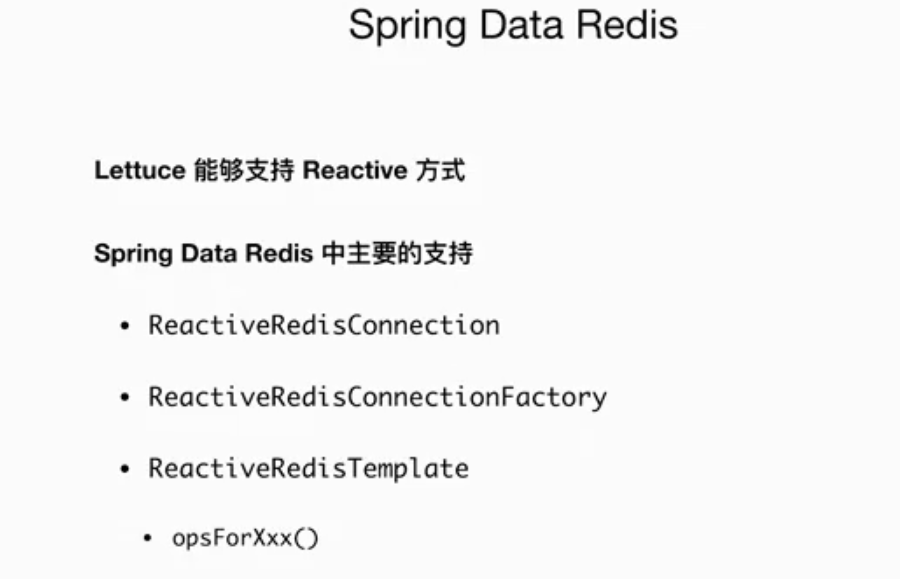 Spring Data Redis
Lettuce 能够支持 Reactive 方式
Spring Data Redis 中主要的支持
• ReactiveRedisConnection
• ReactiveRedisConnectionFactory
• ReactiveRedisTemplate
• opsForXxx()